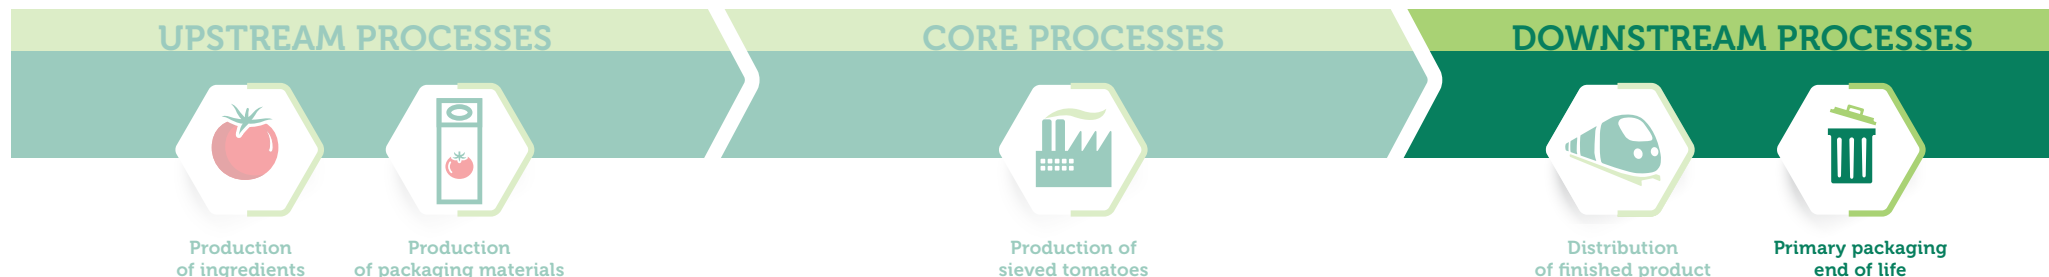 UPSTREAM PROCESSES
CORE PROCESSES
DOWNSTREAM PROCESSES
Production
of ingredients
Production
of packaging materials
Production of
sieved tomatoes
Distribution
of finished product
Primary packaging
end of life